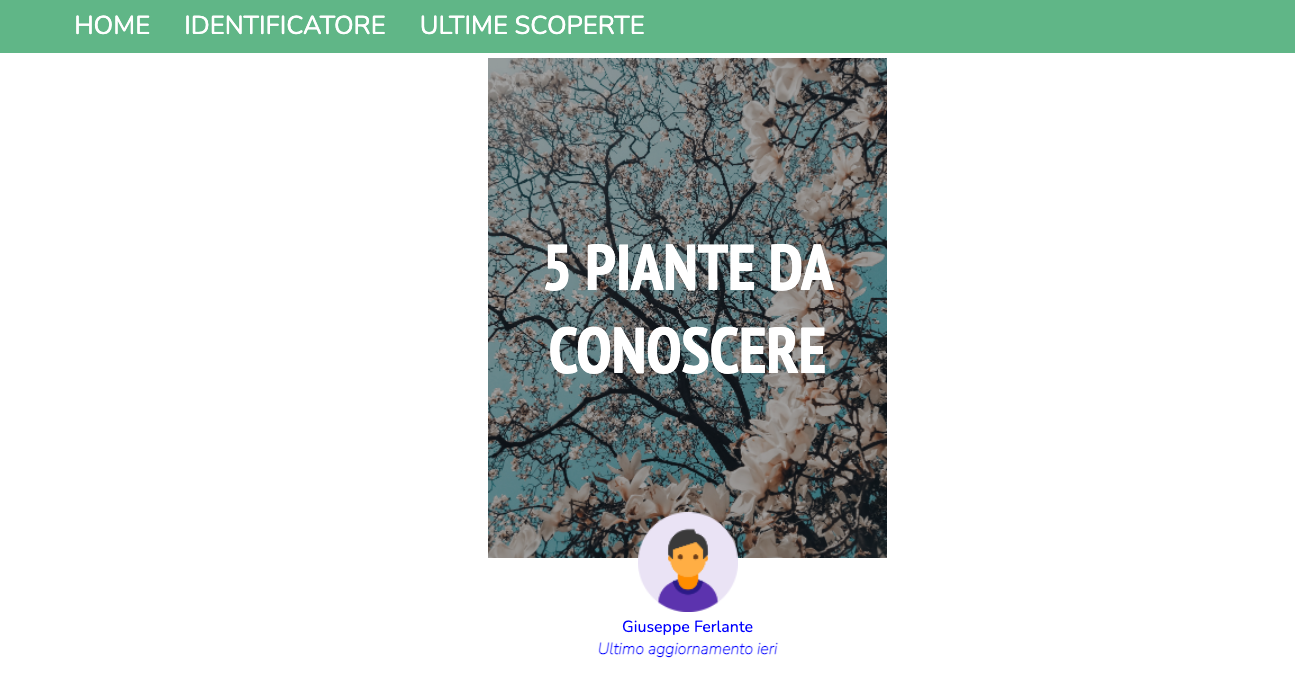 HOME IDENTIFICATORE ULTIME SCOPERTE
5 PIANTE DA
CONOSCERE
Giuseppe Ferlante
Ultimo aggiornamento ieri